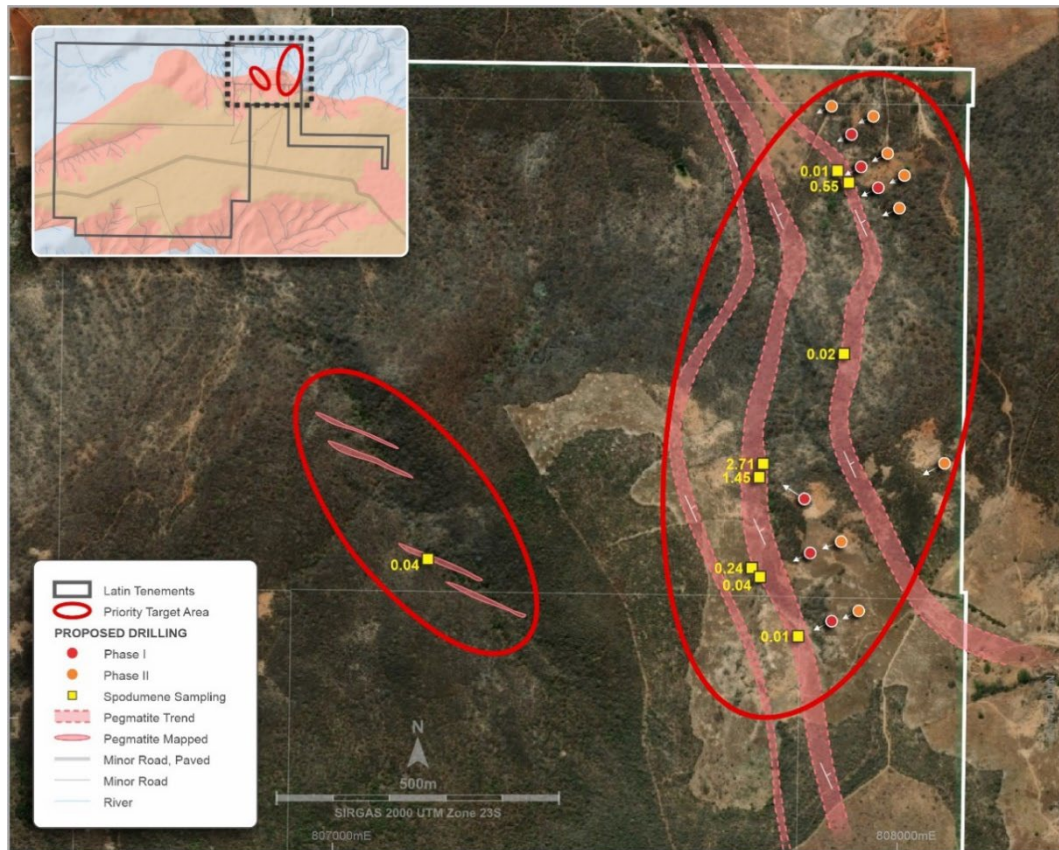 0.01
0.55
0.02
2.71
1.45
0.04
0.24
0.04
0.01
Latin Tenements
Priority Target Area
PROPOSED DRILLING
Phase I
Phase II
Spodumene Sampling
Pegmatite Trend
Pegmatite Mapped
Minor Road, Paved
Minor Road
River
N
500m
SIRGAS 2000 UTM Zone 23S
807000mE
808000mE